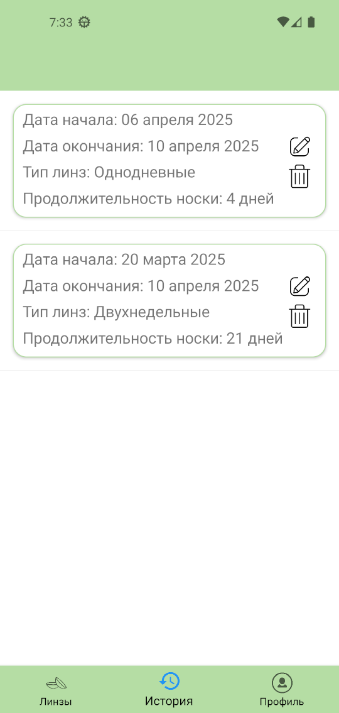 7:33
Дата начала: 06 апреля 2025
Дата окончания: 10 апреля 2025
Тип линз: Однодневные
Продолжительность носки: 4 дней
Дата начала: 20 марта 2025
Дата окончания: 10 апреля 2025
Тип линз: Двухнедельные
Продолжительность носки: 21 дней
Линзы
История
Профиль